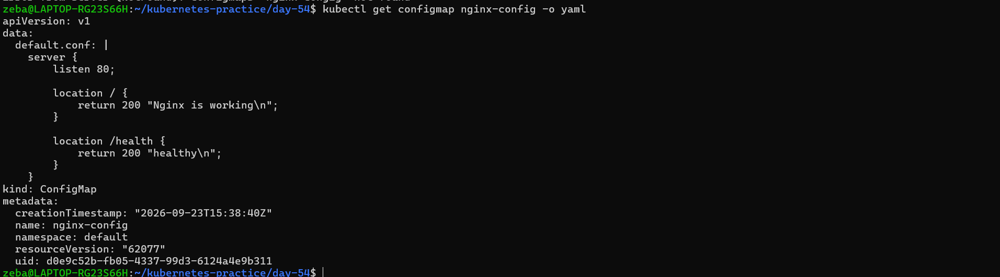 zeba@LAPTOP-RG23S66H:~/kubernetes-practice/day-54$ kubectl get configmap nginx-config -o yaml
apiVersion: v1
data:
  default.conf: |
    server {
        listen 80;

        location / {
            return 200 "Nginx is working\n";
        }

        location /health {
            return 200 "healthy\n";
        }
    }
kind: ConfigMap
metadata:
  creationTimestamp: "2026-09-23T15:38:40Z"
  name: nginx-config
  namespace: default
  resourceVersion: "62077"
  uid: d0e9c52b-fb05-4337-99d3-6124a4e9b311
zeba@LAPTOP-RG23S66H:~/kubernetes-practice/day-54$